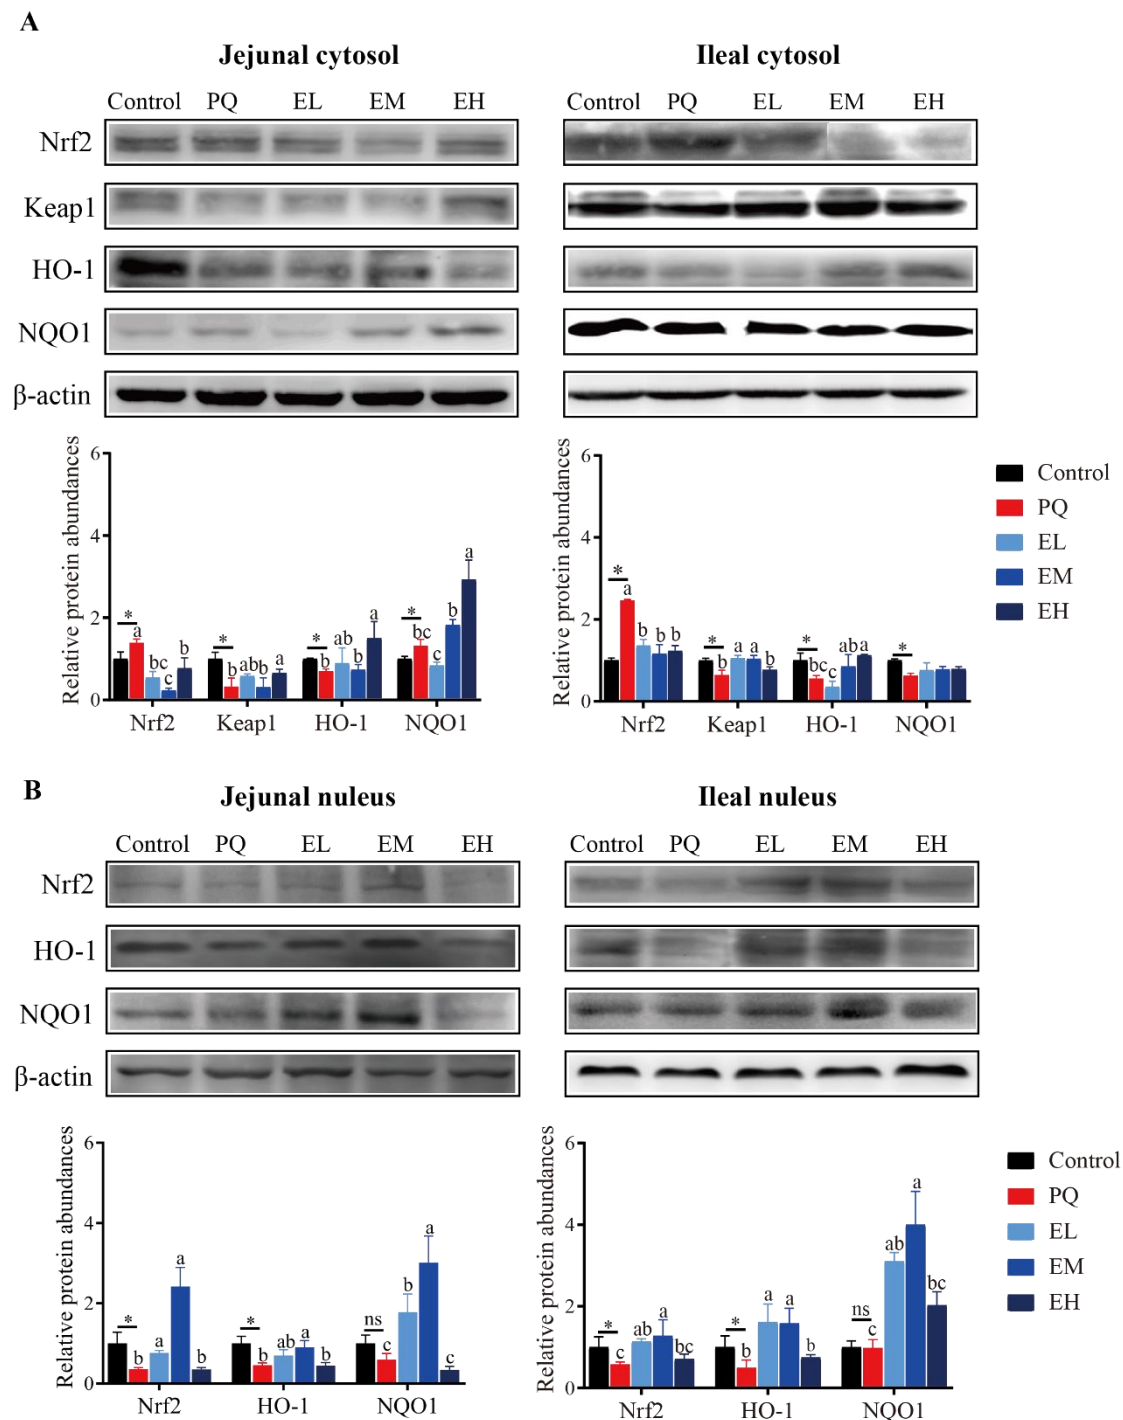 A
Jejunal cytosol
Ileal cytosol
Control PQ EL EM EH
Control PQ EL EM EH
Nrf2
Keap1
HO-1
NQO1
β-actin
Relative protein abundances
6
4
2
0
* a bc c b
* b ab b a
* b ab b a
* bc c b a
Nrf2 Keap1 HO-1 NQO1
Relative protein abundances
6
4
2
0
* a b b b
* b a a b
* bc c ab a
*
Nrf2 Keap1 HO-1 NQO1
Control
PQ
EL
EM
EH
B
Jejunal nuleus
Ileal nuleus
Control PQ EL EM EH
Control PQ EL EM EH
Nrf2
HO-1
NQO1
β-actin
Relative protein abundances
6
4
2
0
* b a a b
* b ab a b
ns c b a c
Nrf2 HO-1 NQO1
Relative protein abundances
6
4
2
0
* c ab a bc
* b a a b
ns c ab a bc
Nrf2 HO-1 NQO1
Control
PQ
EL
EM
EH